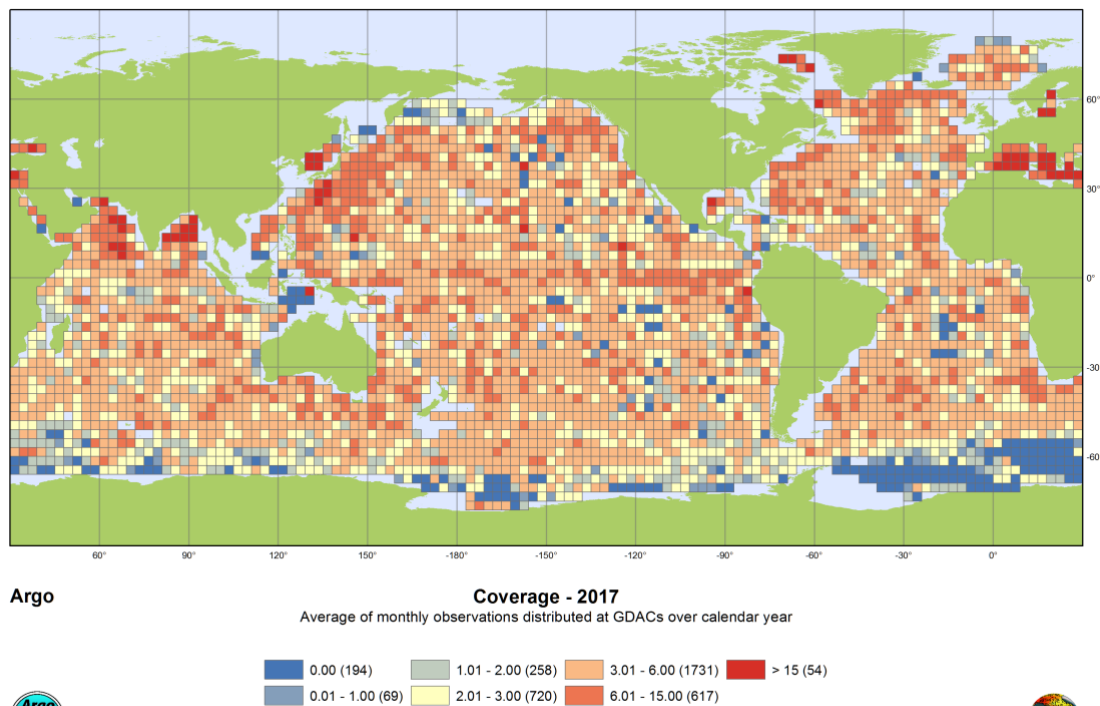 60°
30°
0°
-30
-60
60°
90°
120°
150°
-180°
-150°
-120°
-90°
-60°
-30°
0°
Argo
Coverage - 2017
Average of monthly observations distributed at GDACs over calendar year
0.00 (194)
1.01 - 2.00 (258)
3.01 - 6.00 (1731)
> 15 (54)
0.01 - 1.00 (69)
2.01 - 3.00 (720)
6.01 - 15.00 (617)
Argo